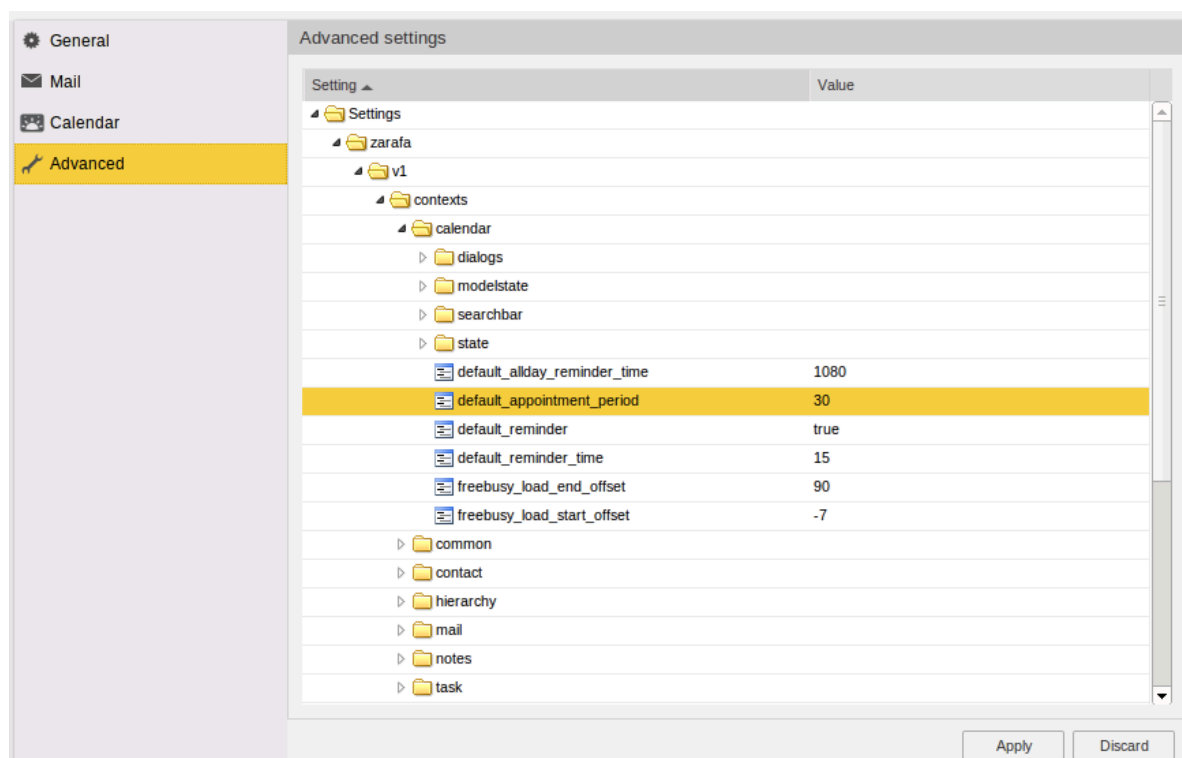 General
Mail
Calendar
Advanced
Advanced settings
Setting Value
Settings
zarafa
v1
contexts
calendar
dialogs
modelstate
searchbar
state
default_allday_reminder_time 1080
default_appointment_period 30
default_reminder true
default_reminder_time 15
freebusy_load_end_offset 90
freebusy_load_start_offset -7
common
contact
hierarchy
mail
notes
task
Apply Discard